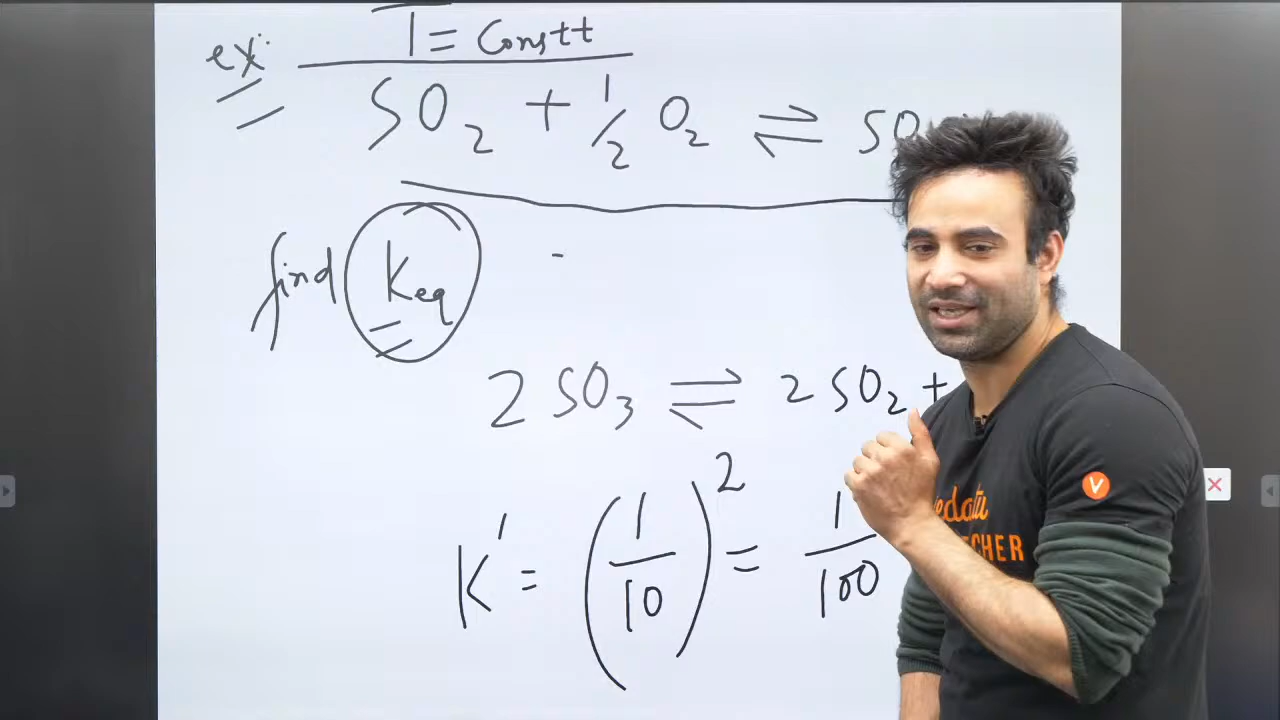 ex: T = Constt
SO2 + 1/2 O2 ⇌ SO
find Keq -
2 SO3 ⇌ 2 SO2 +
K' = (1/10)^2 = 1/100
V
edantu
CHER